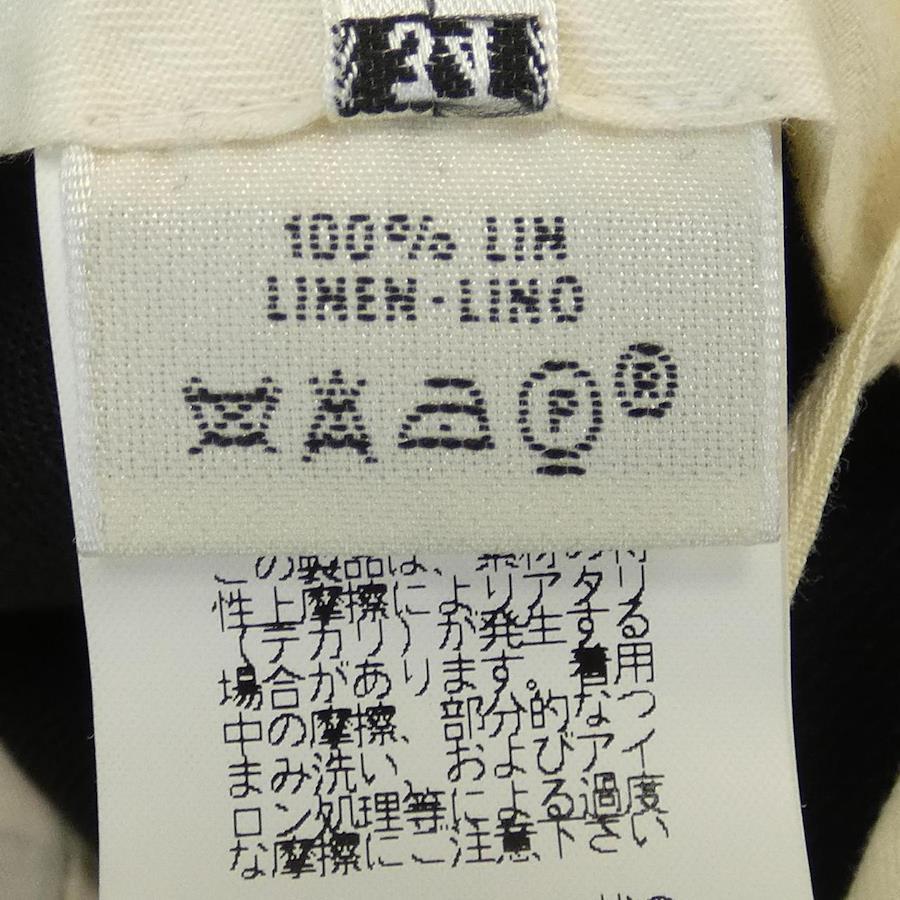 100% LIN
LINEN·LINO
P R
この製品は、素材の特
性上摩擦によりアタリ
(テカリ)が発生する
場合があります。着用
中の摩擦、部分的なつ
まみ洗い、およびアイ
ロン処理等による過度
な摩擦にご注意下さい